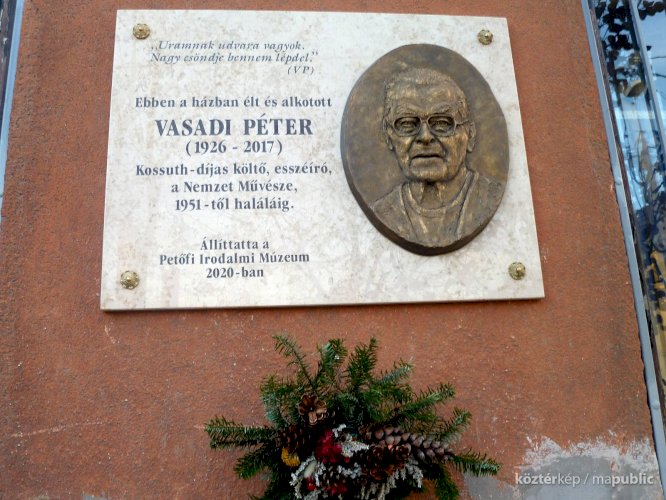 „Uramnak udvara vagyok.
Nagy csöndje bennem lépdel.”
(VP)
Ebben a házban élt és alkotott
VASADI PÉTER
(1926 - 2017)
Kossuth-díjas költő, esszéíró,
a Nemzet Művésze,
1951-től haláláig.
Állíttatta a
Petőfi Irodalmi Múzeum
2020-ban
köztérkép / mapublic